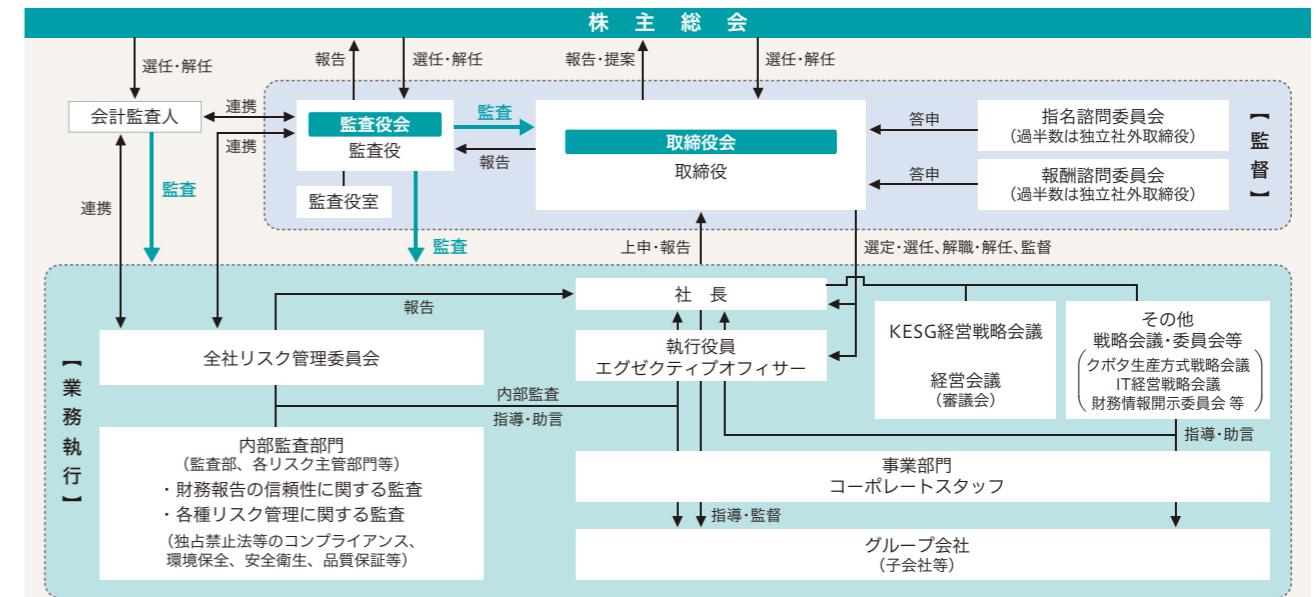 株主総会
選任・解任
報告
選任・解任
報告・提案
選任・解任
会計監査人
連携
連携
監査役会
監査役
監査役室
監査
報告
取締役会
取締役
答申
指名諮問委員会
(過半数は独立社外取締役)
答申
報酬諮問委員会
(過半数は独立社外取締役)
【監督】
連携
監査
監査
上申・報告
選定・選任、解職・解任、監督
【業務執行】
報告
社 長
執行役員
エグゼクティブオフィサー
KESG経営戦略会議
経営会議
(審議会)
その他
戦略会議・委員会等
(クボタ生産方式戦略会議
IT経営戦略会議
財務情報開示委員会 等)
全社リスク管理委員会
内部監査
指導・助言
指導・助言
内部監査部門
(監査部、各リスク主管部門等)
・財務報告の信頼性に関する監査
・各種リスク管理に関する監査
(独占禁止法等のコンプライアンス、
環境保全、安全衛生、品質保証等)
事業部門
コーポレートスタッフ
指導・監督
グループ会社
(子会社等)